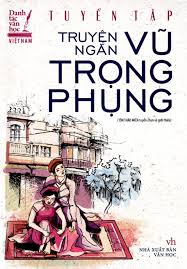 Danh
tác văn
học
VIỆT NAM
TUYỂN TẬP
TRUYỆN
NGẮN
VŨ
TRỌNG
PHỤNG
vh
NHÀ XUẤT BẢN
VĂN HỌC